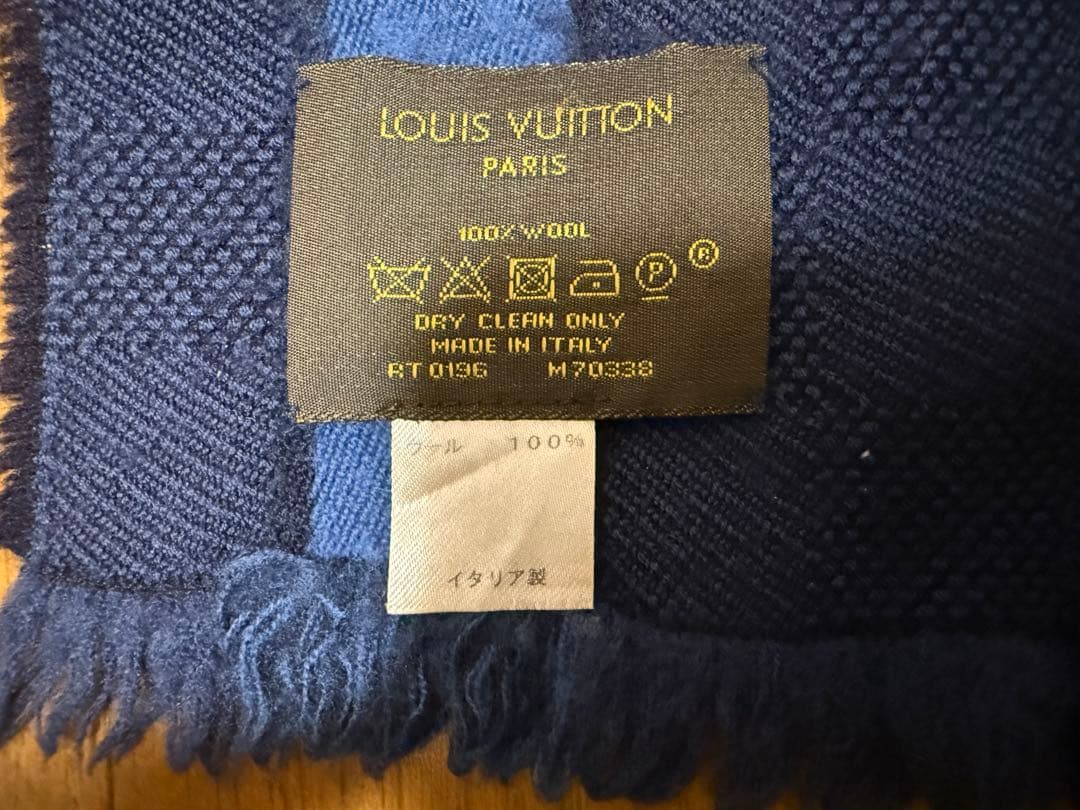 LOUIS VUITTON
PARIS
100% WOOL
P ®
DRY CLEAN ONLY
MADE IN ITALY
RT0196 M70338
ウール 100%
イタリア製